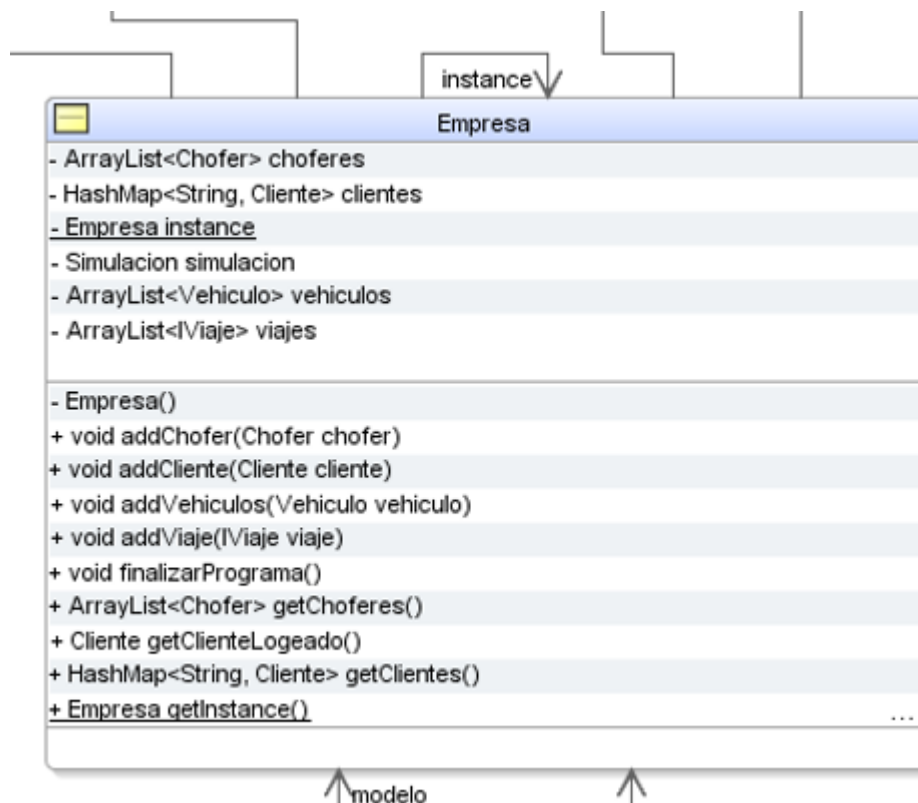 instance
Empresa
- ArrayList<Chofer> choferes
- HashMap<String, Cliente> clientes
- Empresa instance
- Simulacion simulacion
- ArrayList<Vehiculo> vehiculos
- ArrayList<IViaje> viajes
- Empresa()
+ void addChofer(Chofer chofer)
+ void addCliente(Cliente cliente)
+ void addVehiculos(Vehiculo vehiculo)
+ void addViaje(IViaje viaje)
+ void finalizarPrograma()
+ ArrayList<Chofer> getChoferes()
+ Cliente getClienteLogeado()
+ HashMap<String, Cliente> getClientes()
+ Empresa getInstance()
...
modelo